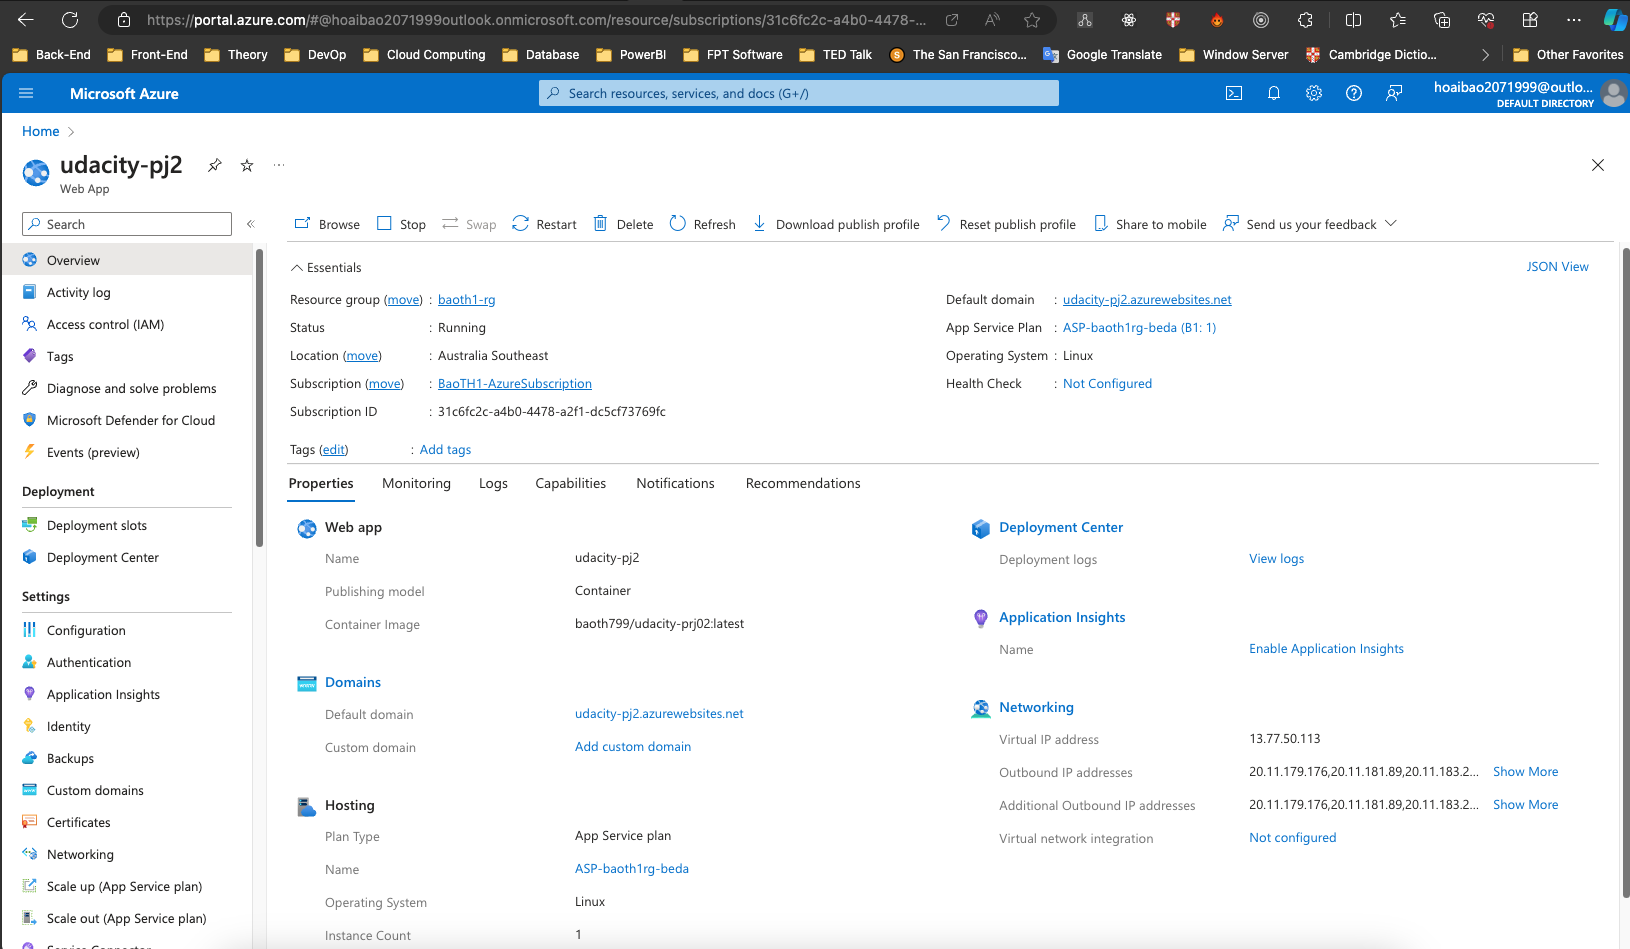 https://portal.azure.com/#@hoaibao2071999outlook.onmicrosoft.com/resource/subscriptions/31c6fc2c-a4b0-4478-...
Back-End Front-End Theory DevOp Cloud Computing Database PowerBI FPT Software TED Talk The San Francisco... Google Translate Window Server Cambridge Dictio... Other Favorites
Microsoft Azure
Search resources, services, and docs (G+/)
hoaibao2071999@outlo...
DEFAULT DIRECTORY
Home
udacity-pj2
Web App
Search
Browse Stop Swap Restart Delete Refresh Download publish profile Reset publish profile Share to mobile Send us your feedback
Overview
Activity log
Access control (IAM)
Tags
Diagnose and solve problems
Microsoft Defender for Cloud
Events (preview)
Deployment
Deployment slots
Deployment Center
Settings
Configuration
Authentication
Application Insights
Identity
Backups
Custom domains
Certificates
Networking
Scale up (App Service plan)
Scale out (App Service plan)
Essentials
JSON View
Resource group (move) : baoth1-rg
Status : Running
Location (move) : Australia Southeast
Subscription (move) : BaoTH1-AzureSubscription
Subscription ID : 31c6fc2c-a4b0-4478-a2f1-dc5cf73769fc
Default domain : udacity-pj2.azurewebsites.net
App Service Plan : ASP-baoth1rg-beda (B1: 1)
Operating System : Linux
Health Check : Not Configured
Tags (edit) : Add tags
Properties Monitoring Logs Capabilities Notifications Recommendations
Web app
Name udacity-pj2
Publishing model Container
Container Image baoth799/udacity-prj02:latest
Domains
Default domain udacity-pj2.azurewebsites.net
Custom domain Add custom domain
Hosting
Plan Type App Service plan
Name ASP-baoth1rg-beda
Operating System Linux
Instance Count 1
Deployment Center
Deployment logs View logs
Application Insights
Name Enable Application Insights
Networking
Virtual IP address 13.77.50.113
Outbound IP addresses 20.11.179.176,20.11.181.89,20.11.183.2... Show More
Additional Outbound IP addresses 20.11.179.176,20.11.181.89,20.11.183.2... Show More
Virtual network integration Not configured